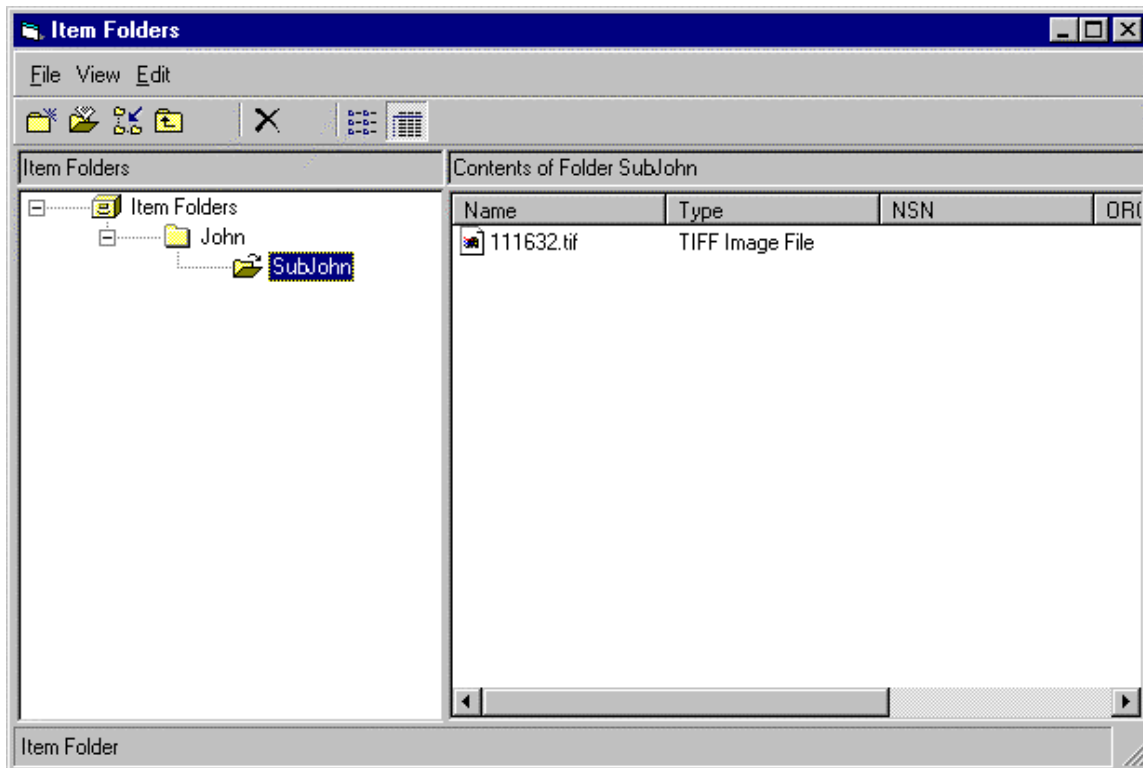 Item Folders
File View Edit
Item Folders
Contents of Folder SubJohn
Item Folders
John
SubJohn
Name Type NSN
111632.tif TIFF Image File
Item Folder